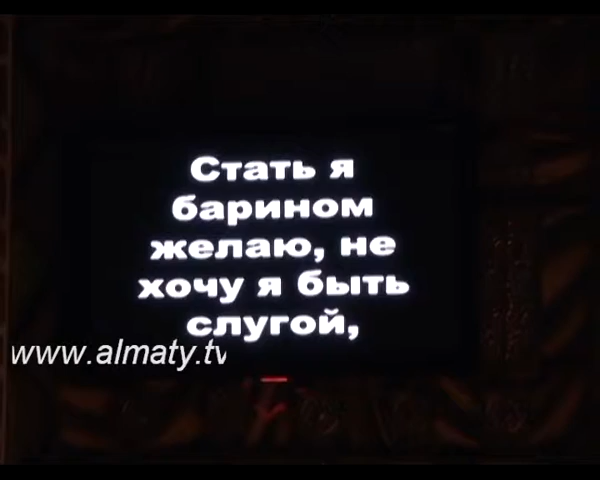 Стать я
барином
желаю, не
хочу я быть
слугой,
www.almaty.tv